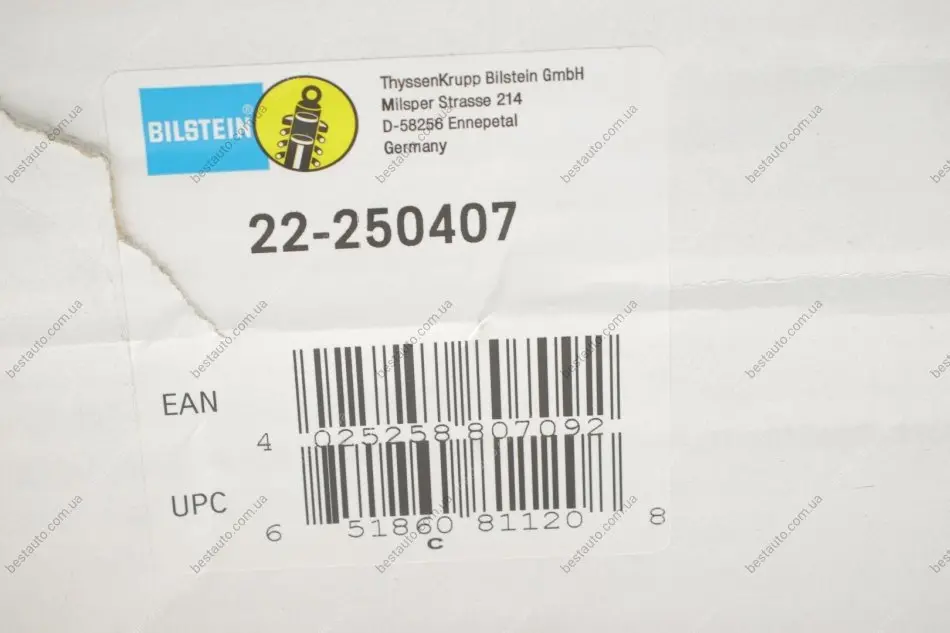 BILSTEIN®
ThyssenKrupp Bilstein GmbH
Milsper Strasse 214
D-58256 Ennepetal
Germany
22-250407
EAN
4 025258 807092
UPC
6 51860 81120 8
C
bestauto.com.ua